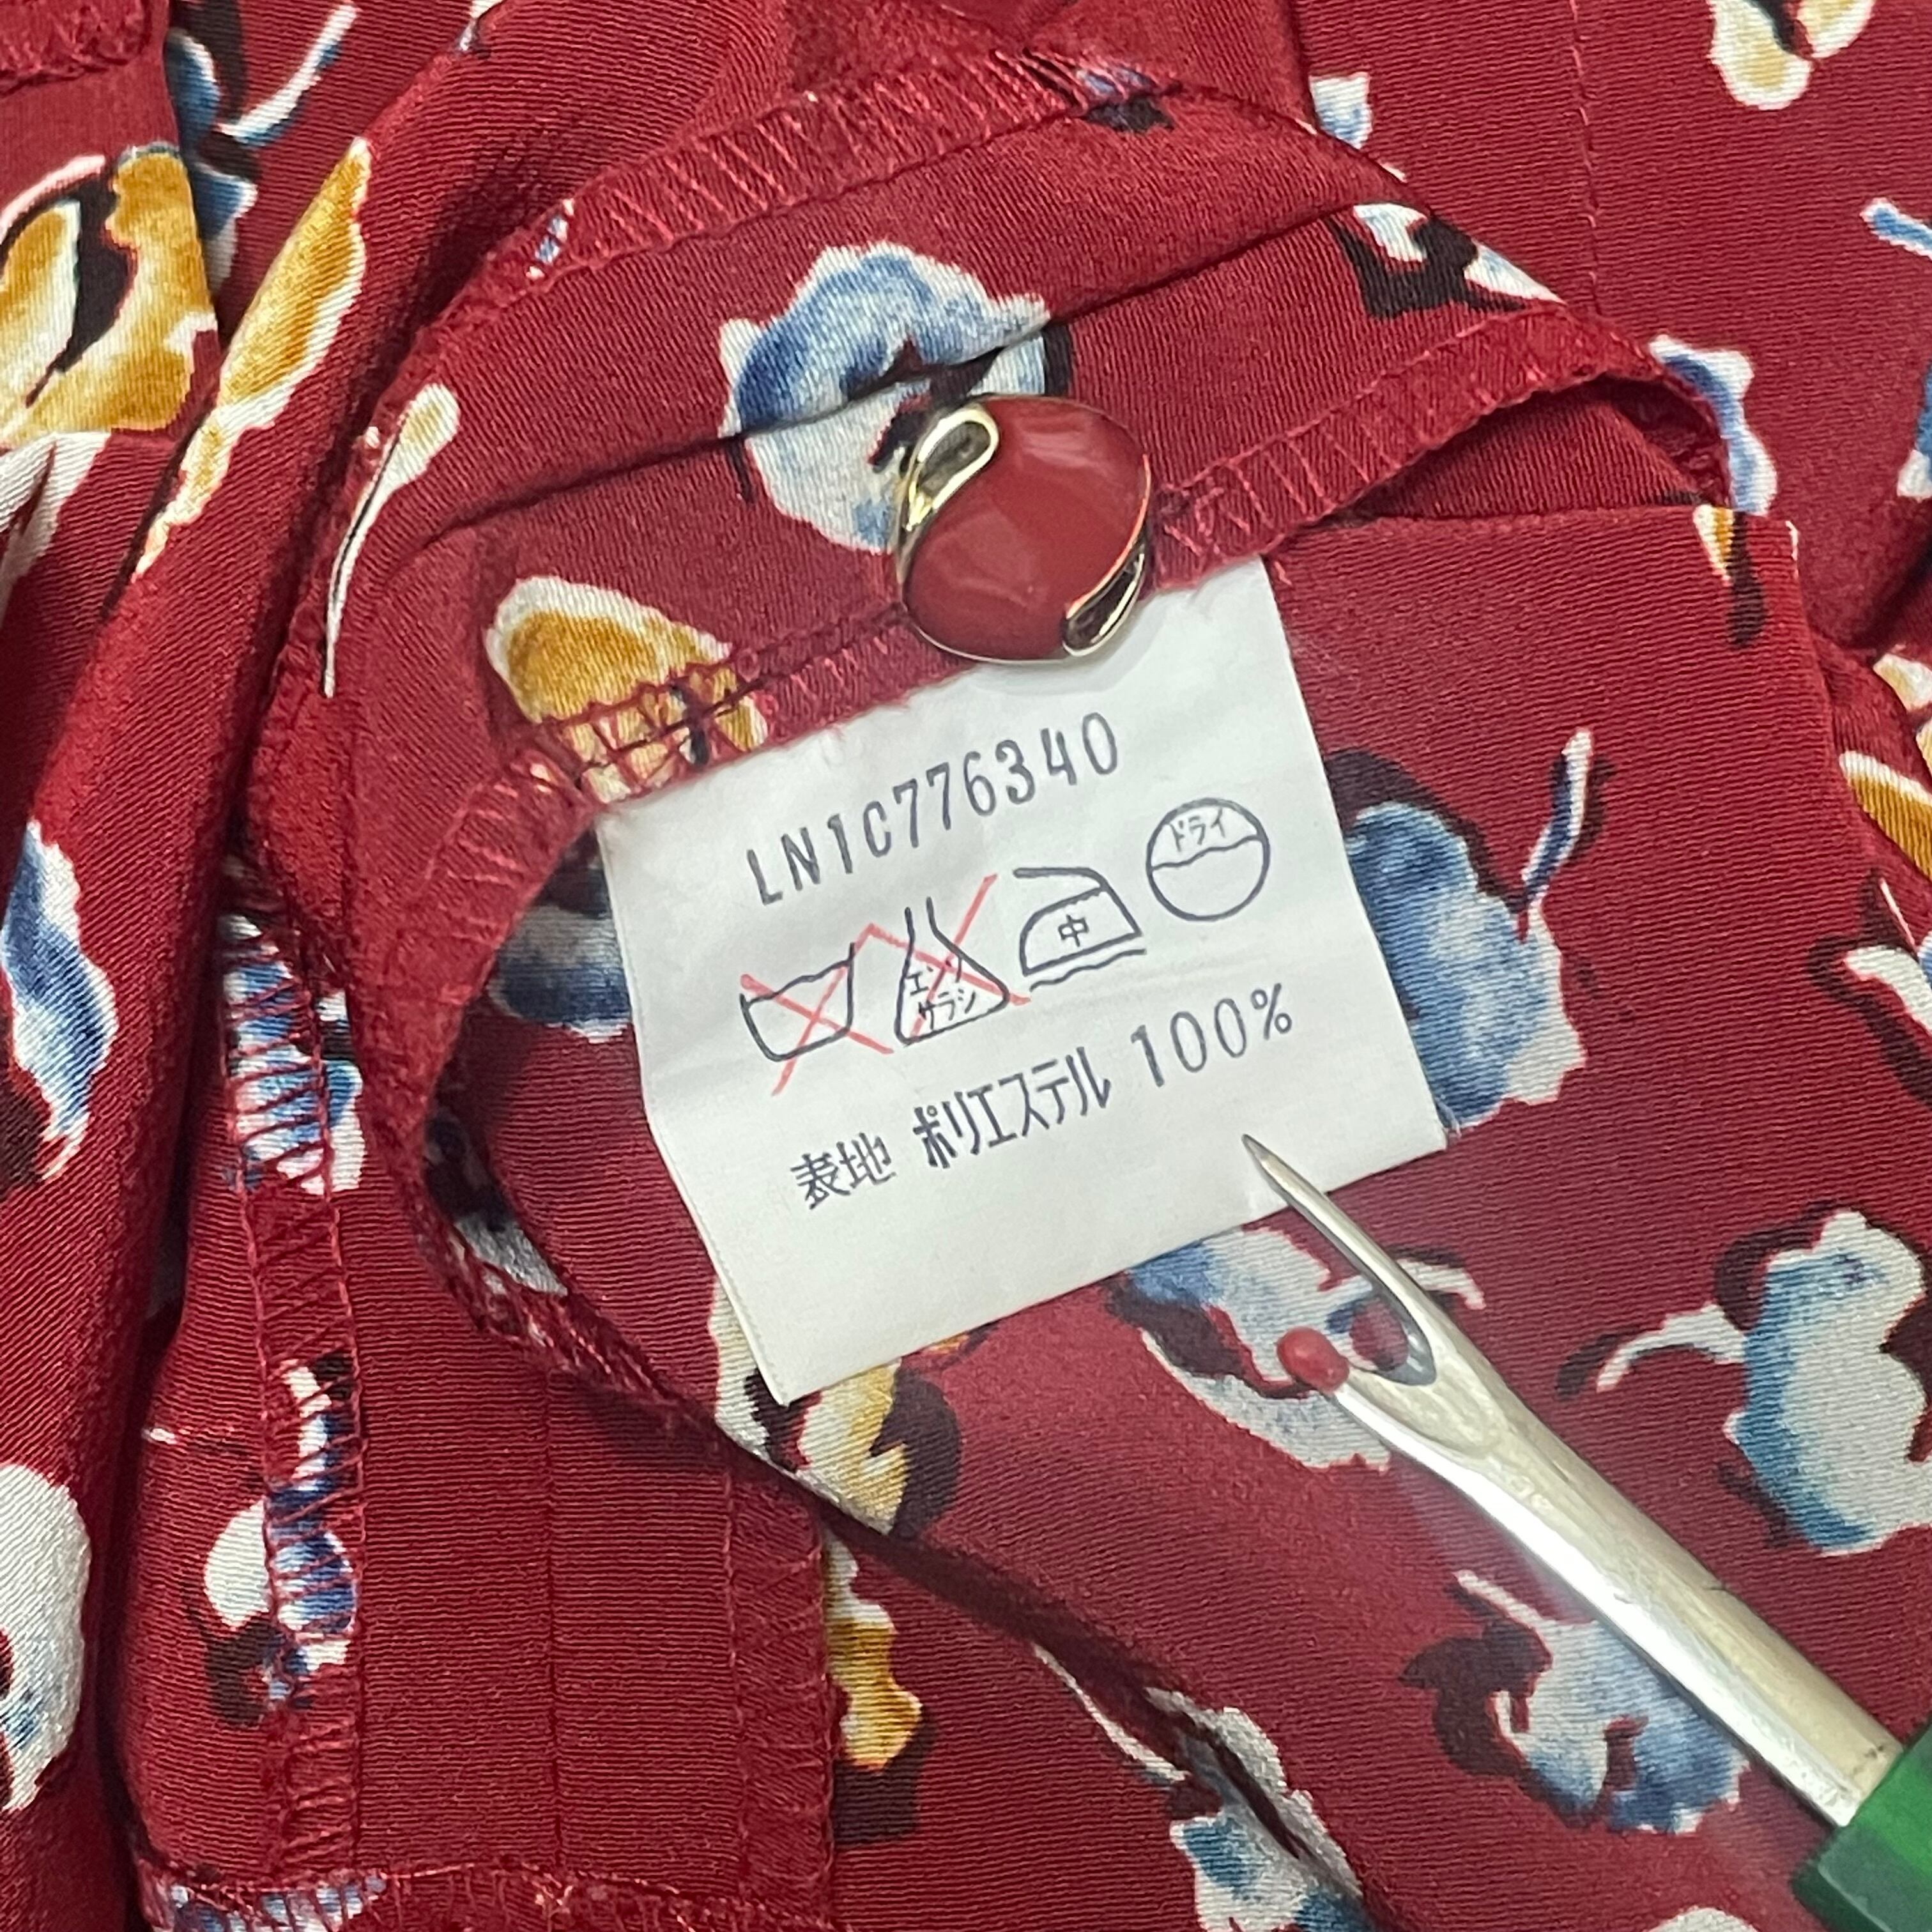 LN1C776340
ドライ
エンソ
サラシ
中
表地 ポリエステル 100%